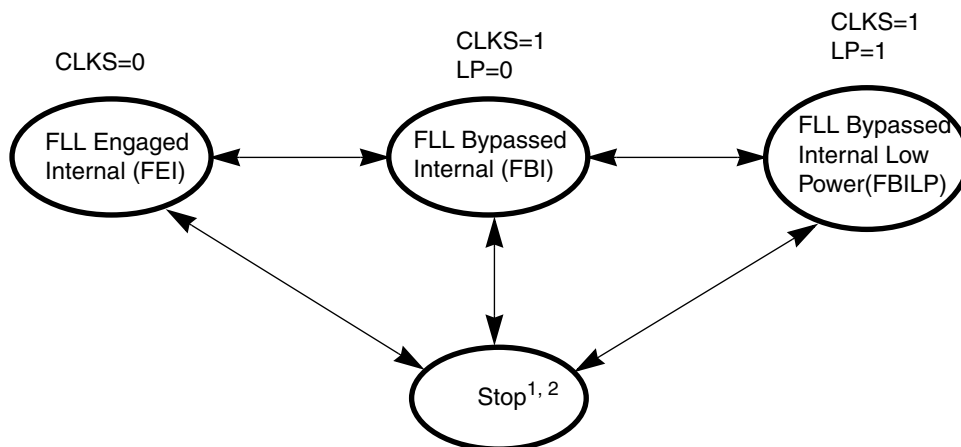 CLKS=0
CLKS=1
LP=0
CLKS=1
LP=1
FLL Engaged
Internal (FEI)
FLL Bypassed
Internal (FBI)
FLL Bypassed
Internal Low
Power(FBILP)
Stop1, 2